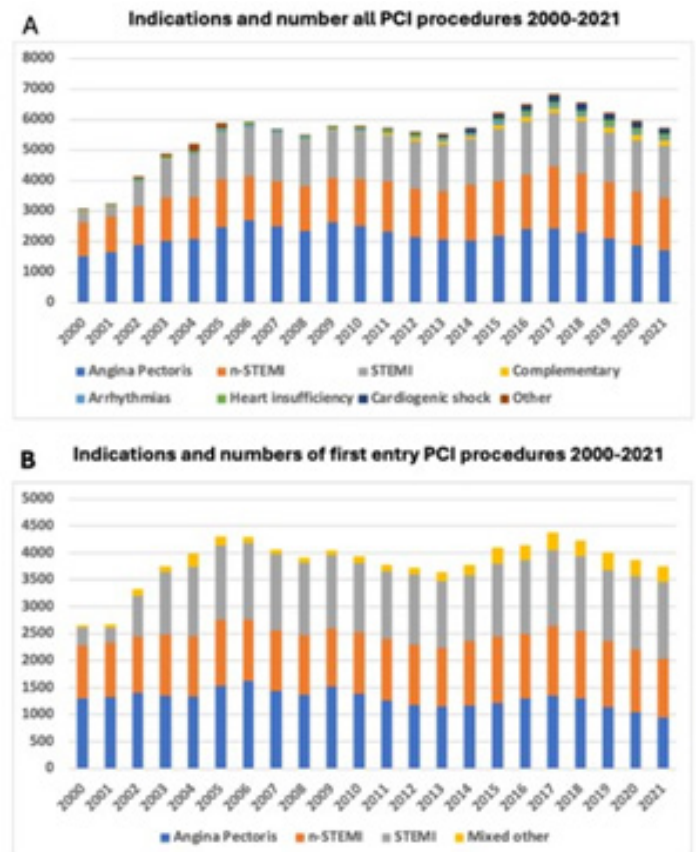 A
Indications and number all PCI procedures 2000-2021
8000
7000
6000
5000
4000
3000
2000
1000
0
2000 2001 2002 2003 2004 2005 2006 2007 2008 2009 2010 2011 2012 2013 2014 2015 2016 2017 2018 2019 2020 2021
Angina Pectoris n-STEMI STEMI Complementary
Arrhythmias Heart insufficiency Cardiogenic shock Other
B
Indications and numbers of first entry PCI procedures 2000-2021
5000
4500
4000
3500
3000
2500
2000
1500
1000
500
0
2000 2001 2002 2003 2004 2005 2006 2007 2008 2009 2010 2011 2012 2013 2014 2015 2016 2017 2018 2019 2020 2021
Angina Pectoris n-STEMI STEMI Mixed other